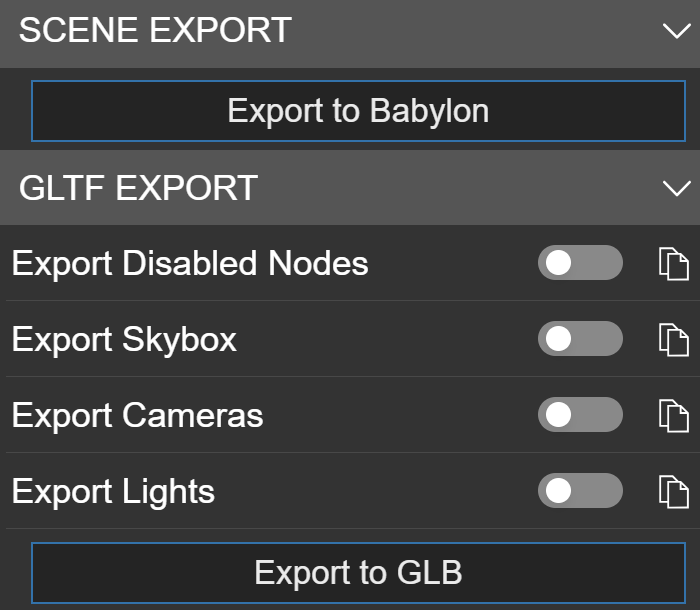 SCENE EXPORT
Export to Babylon
GLTF EXPORT
Export Disabled Nodes
Export Skybox
Export Cameras
Export Lights
Export to GLB